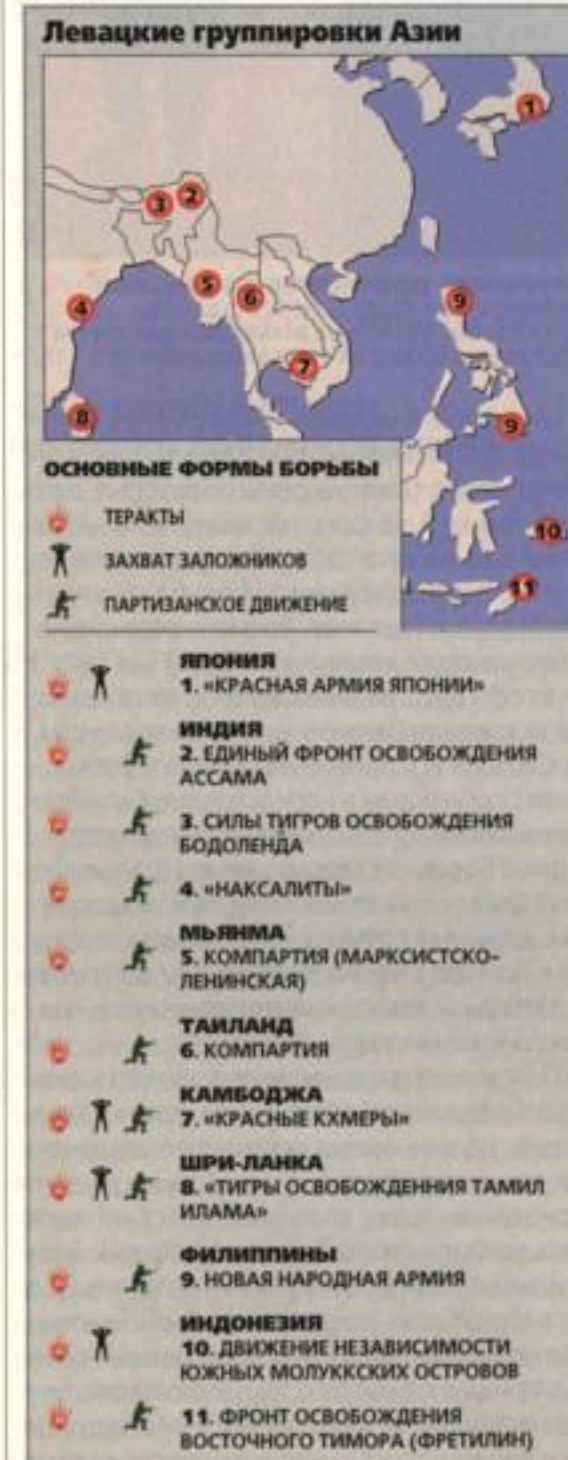 Левацкие группировки Азии
1
3 2
5
6
4
9
7
8
9
10
11
ОСНОВНЫЕ ФОРМЫ БОРЬБЫ
ТЕРАКТЫ
ЗАХВАТ ЗАЛОЖНИКОВ
ПАРТИЗАНСКОЕ ДВИЖЕНИЕ
ЯПОНИЯ
1. «КРАСНАЯ АРМИЯ ЯПОНИИ»
ИНДИЯ
2. ЕДИНЫЙ ФРОНТ ОСВОБОЖДЕНИЯ
АССАМА
3. СИЛЫ ТИГРОВ ОСВОБОЖДЕНИЯ
БОДОЛЕНДА
4. «НАКСАЛИТЫ»
МЬЯНМА
5. КОМПАРТИЯ (МАРКСИСТСКО-
ЛЕНИНСКАЯ)
ТАИЛАНД
6. КОМПАРТИЯ
КАМБОДЖА
7. «КРАСНЫЕ КХМЕРЫ»
ШРИ-ЛАНКА
8. «ТИГРЫ ОСВОБОЖДЕННИЯ ТАМИЛ
ИЛАМА»
ФИЛИППИНЫ
9. НОВАЯ НАРОДНАЯ АРМИЯ
ИНДОНЕЗИЯ
10. ДВИЖЕНИЕ НЕЗАВИСИМОСТИ
ЮЖНЫХ МОЛУККСКИХ ОСТРОВОВ
11. ФРОНТ ОСВОБОЖДЕНИЯ
ВОСТОЧНОГО ТИМОРА (ФРЕТИЛИН)